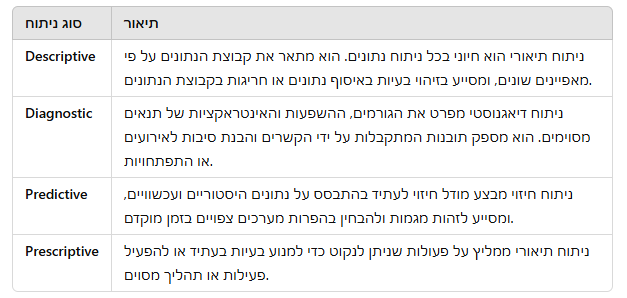 סוג ניתוח	תיאור
Descriptive	ניתוח תיאורי הוא חיוני בכל ניתוח נתונים. הוא מתאר את קבוצת הנתונים על פי
מאפיינים שונים, ומסייע בזיהוי בעיות באיסוף נתונים או חריגות בקבוצת הנתונים.
Diagnostic	ניתוח דיאגנוסטי מפרט את הגורמים, ההשפעות והאינטראקציות של תנאים
מסוימים. הוא מספק תובנות המתקבלות על ידי הקשרים והבנת סיבות לאירועים
או התפתחויות.
Predictive	ניתוח חיזוי מבצע מודל חיזוי לעתיד בהתבסס על נתונים היסטוריים ועכשוויים,
ומסייע לזהות מגמות ולהבחין בהפרות מערכים צפויים בזמן מוקדם.
Prescriptive	ניתוח תיאורי ממליץ על פעולות שניתן לנקוט כדי למנוע בעיות בעתיד או להפעיל
פעילות או תהליך מסוים.